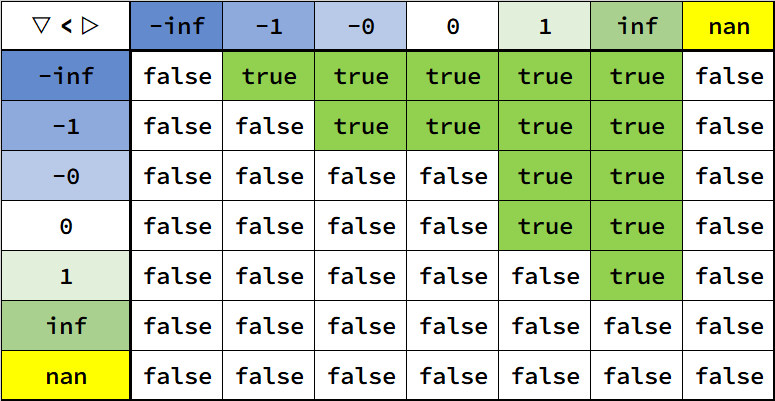 ▽ < ▷ -inf -1 -0 0 1 inf nan
-inf false true true true true true false
-1 false false true true true true false
-0 false false false false true true false
0 false false false false true true false
1 false false false false false true false
inf false false false false false false false
nan false false false false false false false